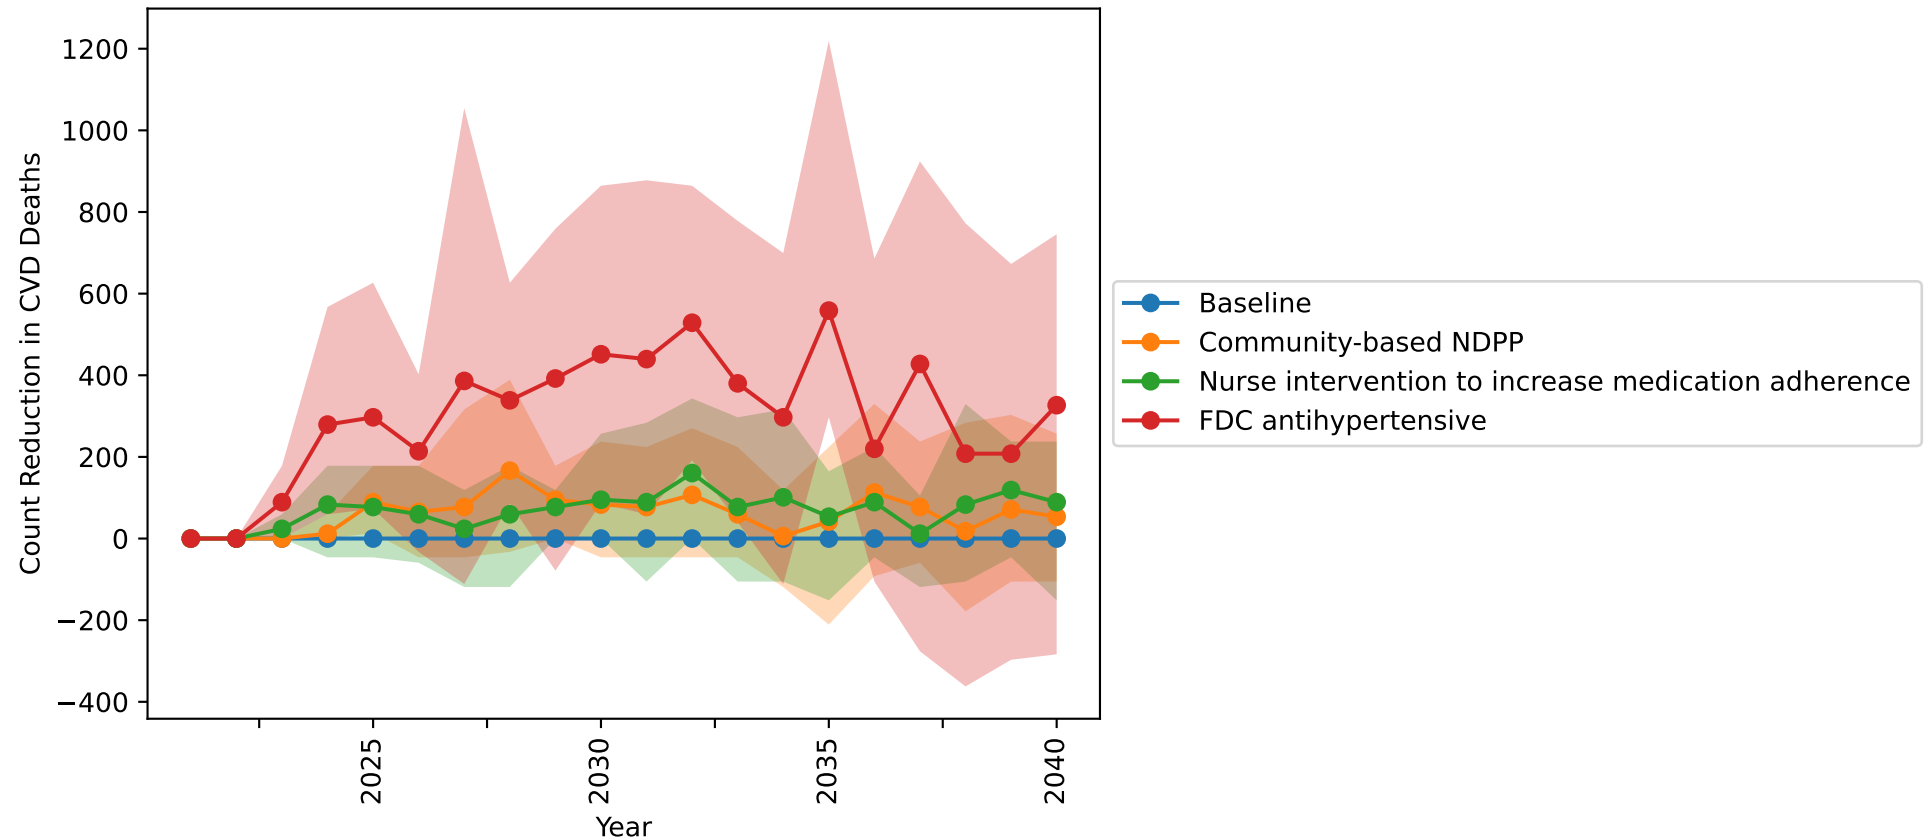 1200
1000
800
600
400
200
0
−200
−400
Count Reduction in CVD Deaths
2025
2030
2035
2040
Year
Baseline
Community-based NDPP
Nurse intervention to increase medication adherence
FDC antihypertensive